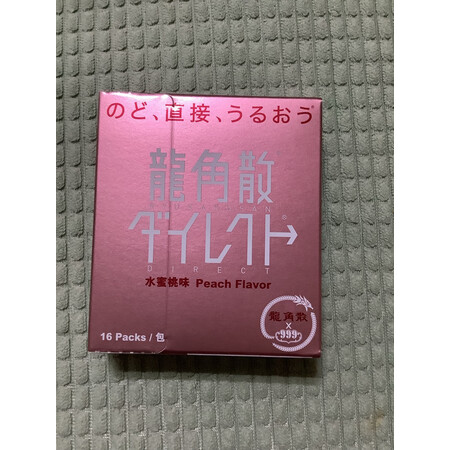 のど、直接、うるおう
龍角散
RYUKAKUSAN
ダイレクト®
DIRECT
水蜜桃味 Peach Flavor
16 Packs / 包
龍角散
×
999